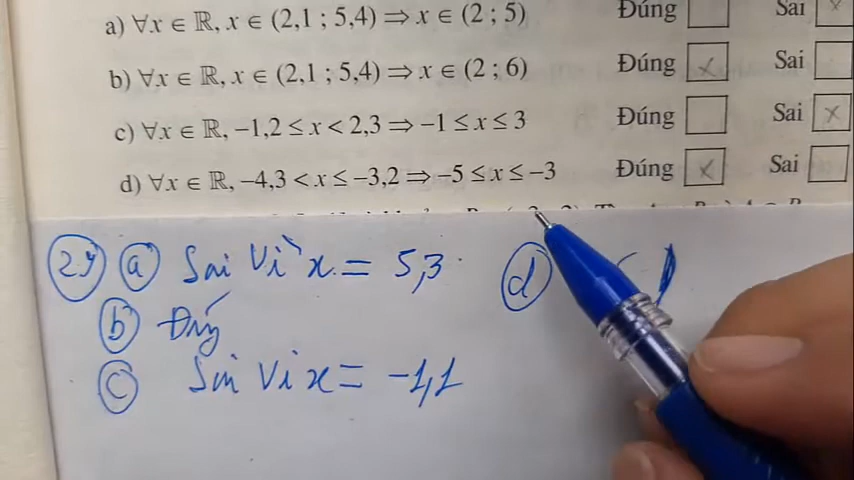 a) ∀x ∈ ℝ, x ∈ (2,1 ; 5,4) ⇒ x ∈ (2 ; 5) Đúng Sai x
b) ∀x ∈ ℝ, x ∈ (2,1 ; 5,4) ⇒ x ∈ (2 ; 6) Đúng x Sai
c) ∀x ∈ ℝ, −1,2 ≤ x < 2,3 ⇒ −1 ≤ x ≤ 3 Đúng Sai x
d) ∀x ∈ ℝ, −4,3 < x ≤ −3,2 ⇒ −5 ≤ x ≤ −3 Đúng x Sai
a Sai Vì x = 5,3 d
b
c Sai Vì x = −1,1